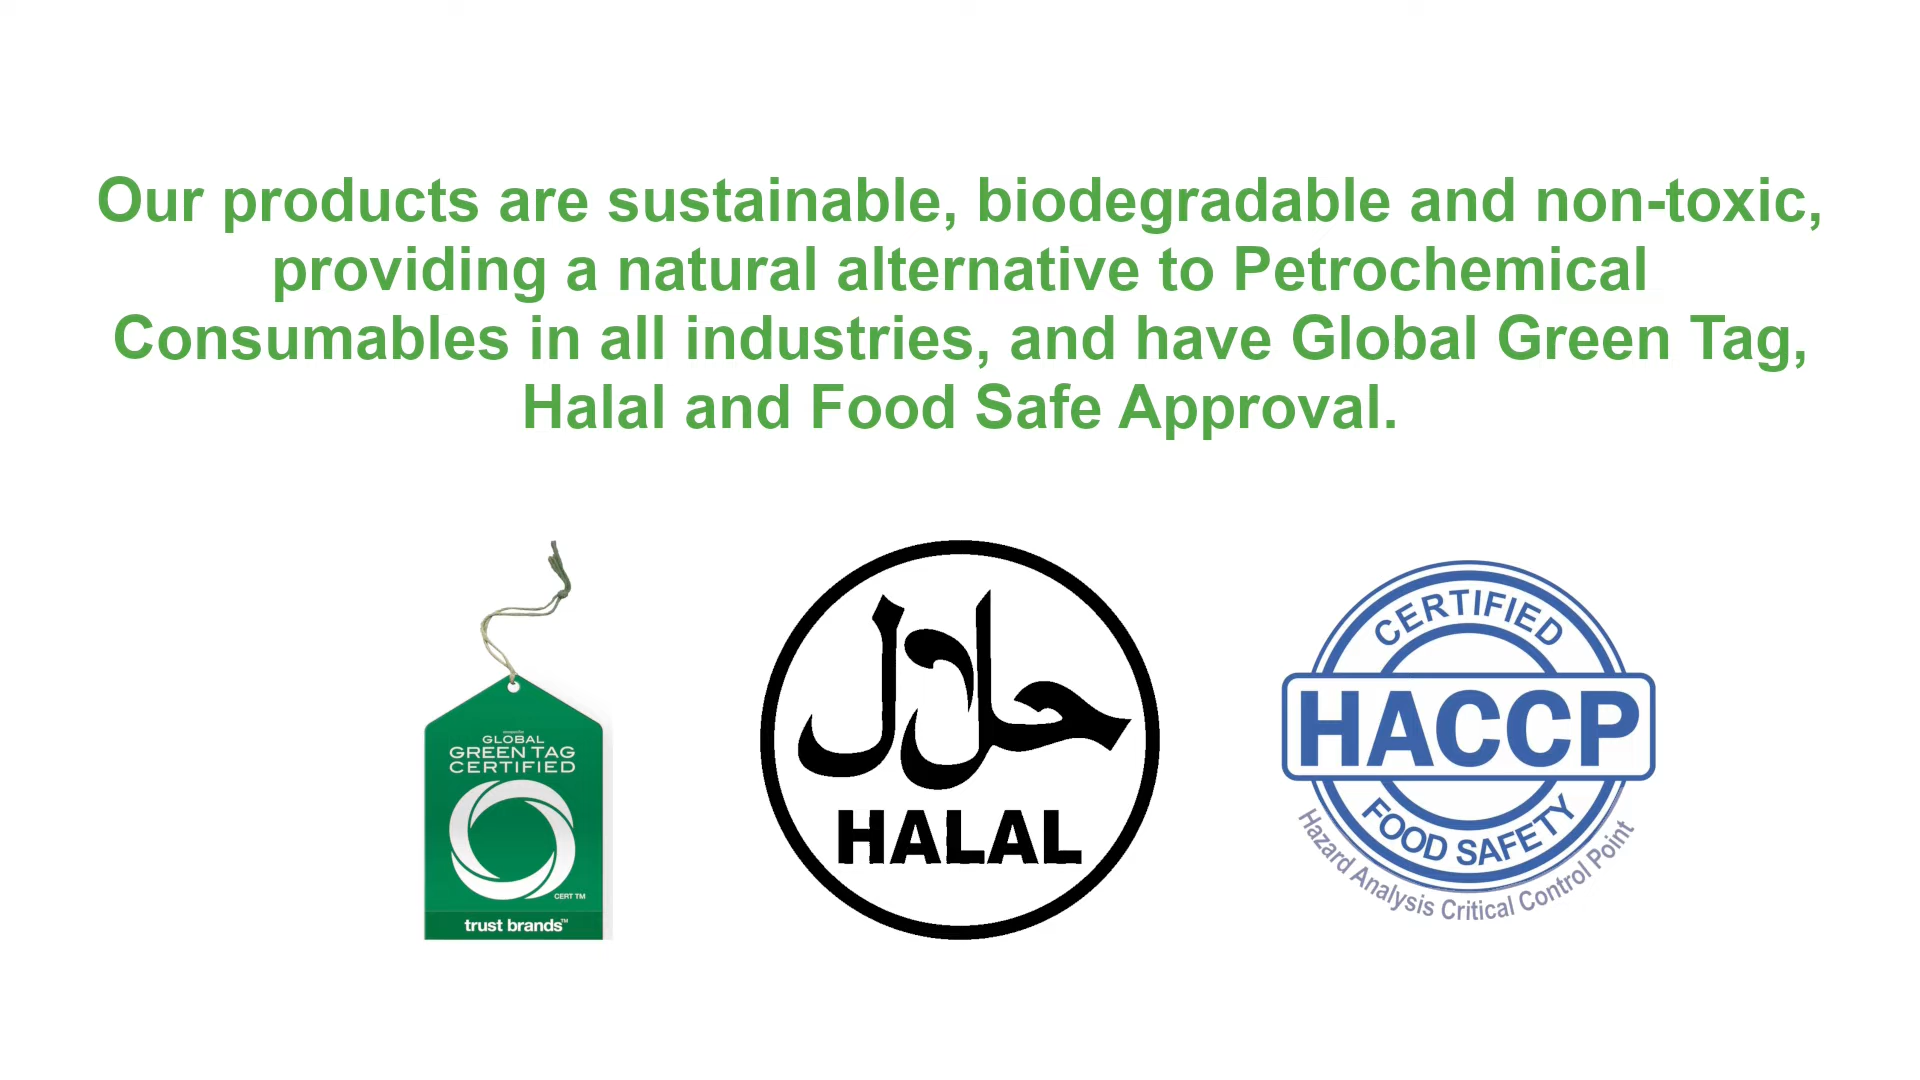 Our products are sustainable, biodegradable and non-toxic,
providing a natural alternative to Petrochemical
Consumables in all industries, and have Global Green Tag,
Halal and Food Safe Approval.
GLOBAL
GREEN TAG
CERTIFIED
CERT TM
trust brands™
حلال
HALAL
CERTIFIED
HACCP
FOOD SAFETY
Hazard Analysis Critical Control Point